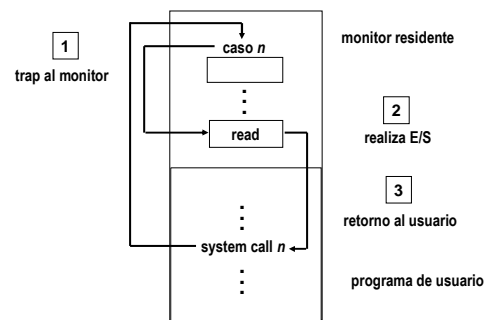 1
trap al monitor
caso n
monitor residente
read
2
realiza E/S
3
retorno al usuario
system call n
programa de usuario